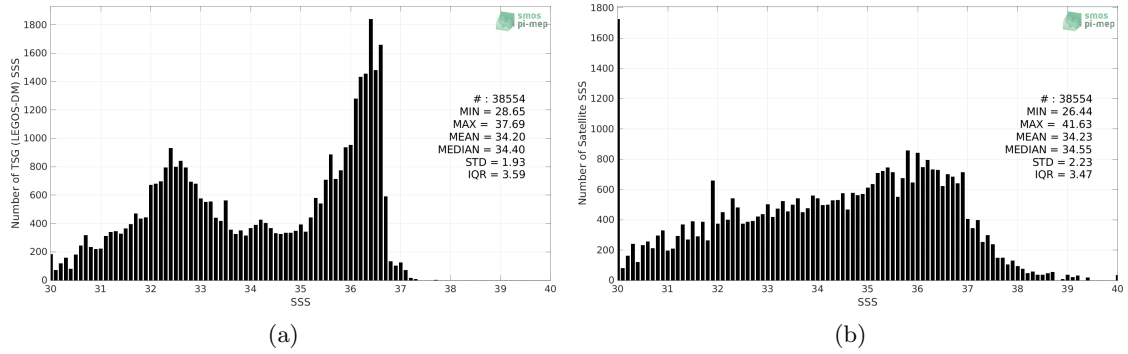 smos
pi-mep
Number of TSG (LEGOS-DM) SSS
1800
1600
1400
1200
1000
800
600
400
200
0
# : 38554
MIN = 28.65
MAX = 37.69
MEAN = 34.20
MEDIAN = 34.40
STD = 1.93
IQR = 3.59
30 31 32 33 34 35 36 37 38 39 40
SSS
(a)
smos
pi-mep
Number of Satellite SSS
1800
1600
1400
1200
1000
800
600
400
200
0
# : 38554
MIN = 26.44
MAX = 41.63
MEAN = 34.23
MEDIAN = 34.55
STD = 2.23
IQR = 3.47
30 31 32 33 34 35 36 37 38 39 40
SSS
(b)